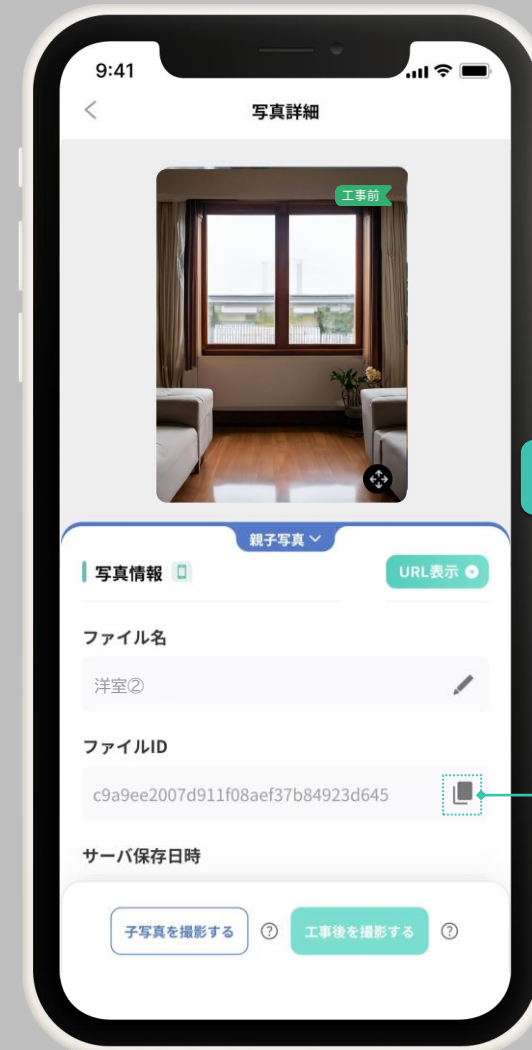 9:41
写真詳細
工事前
親子写真
写真情報
URL表示
ファイル名
洋室②
ファイルID
c9a9ee2007d911f08aef37b84923d645
サーバ保存日時
子写真を撮影する
?
工事後を撮影する
?